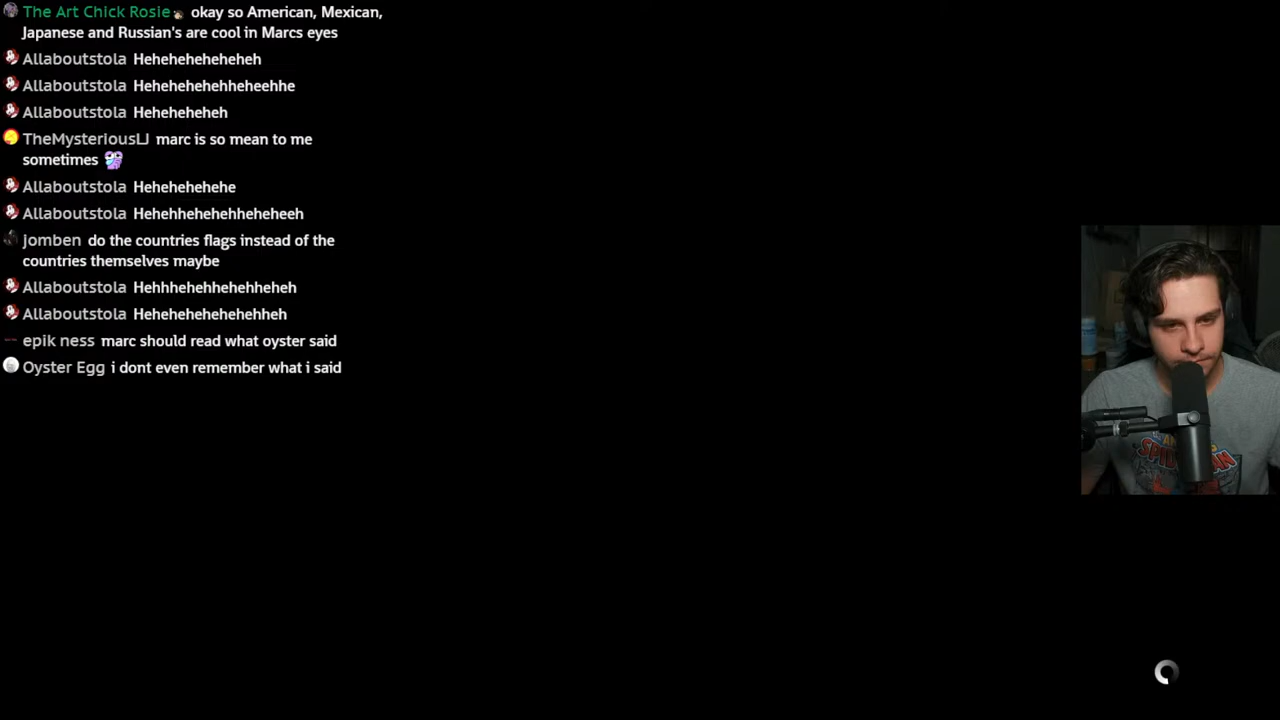 The Art Chick Rosie okay so American, Mexican,
Japanese and Russian's are cool in Marcs eyes
Allaboutstola Heheheheheheheh
Allaboutstola Hehehehehehheheehhe
Allaboutstola Heheheheheh
TheMysteriousLJ marc is so mean to me
sometimes
Allaboutstola Hehehehehehe
Allaboutstola Hehehhehehehheheheeh
jomben do the countries flags instead of the
countries themselves maybe
Allaboutstola Hehhhehehhehehheheh
Allaboutstola Hehehehehehehehheh
epik ness marc should read what oyster said
Oyster Egg i dont even remember what i said